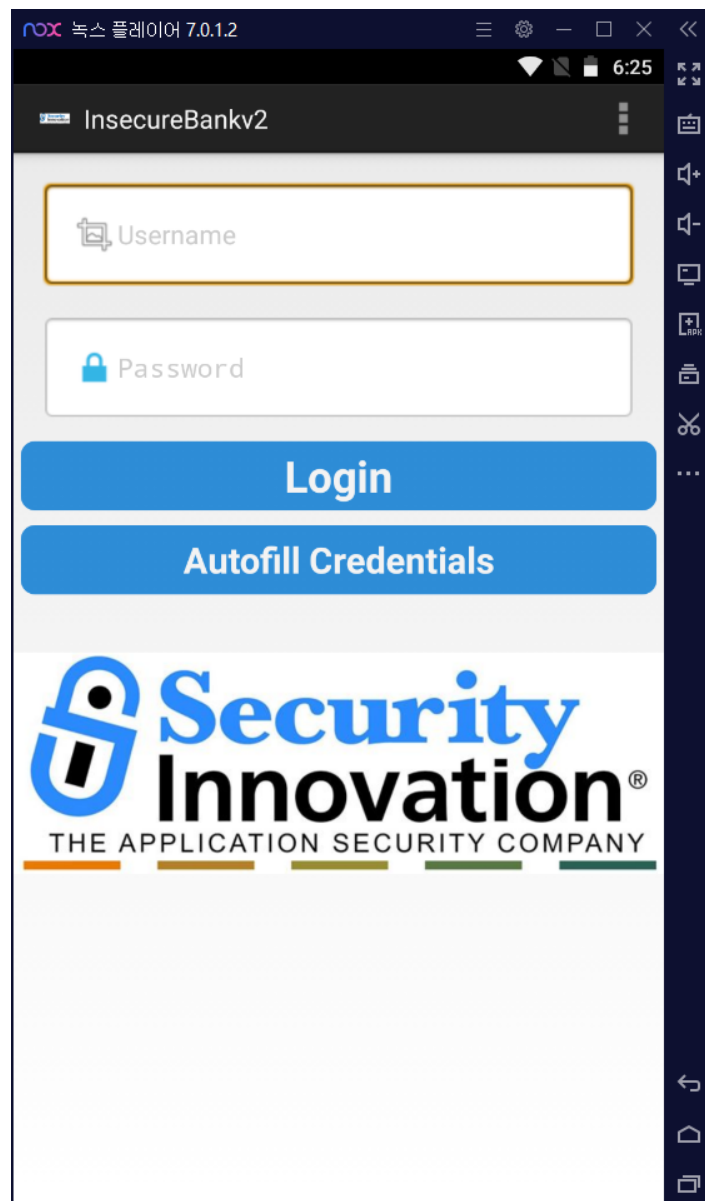 nox 녹스 플레이어 7.0.1.2
6:25
InsecureBankv2
Username
Password
Login
Autofill Credentials
Security
Innovation®
THE APPLICATION SECURITY COMPANY